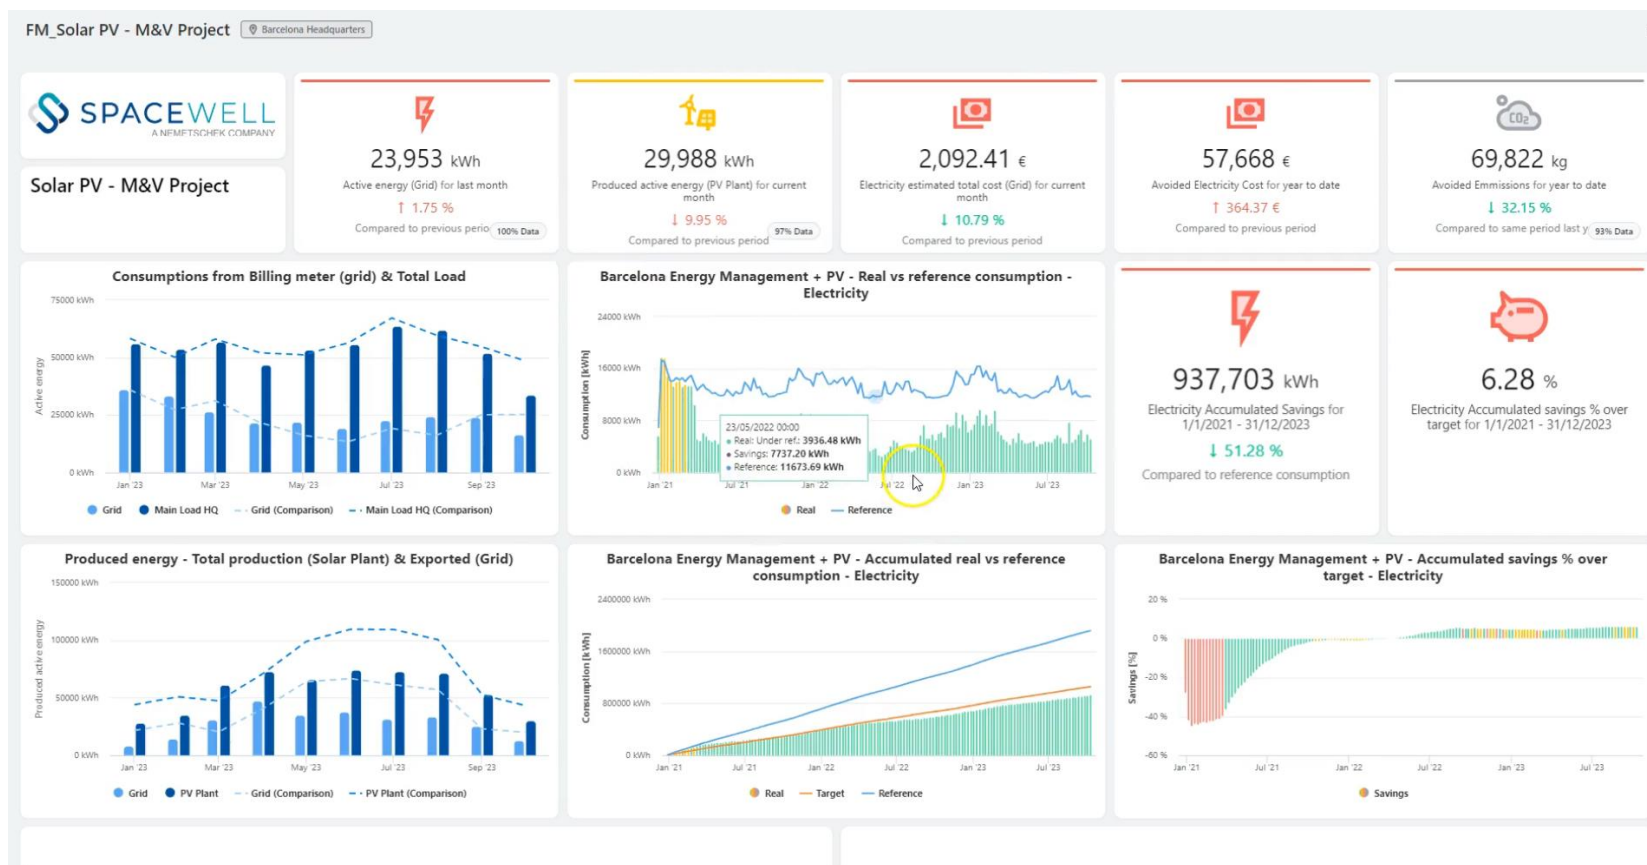 FM_Solar PV - M&V Project
Barcelona Headquarters
SPACEWELL
A NEMETSCHEK COMPANY
Solar PV - M&V Project
23,953 kWh
Active energy (Grid) for last month
↑ 1.75 %
Compared to previous perio
100% Data
29,988 kWh
Produced active energy (PV Plant) for current
month
↓ 9.95 %
Compared to previous period
97% Data
2,092.41 €
Electricity estimated total cost (Grid) for current
month
↓ 10.79 %
Compared to previous period
57,668 €
Avoided Electricity Cost for year to date
↑ 364.37 €
Compared to previous period
CO2
69,822 kg
Avoided Emmissions for year to date
↓ 32.15 %
Compared to same period last y
93% Data
Consumptions from Billing meter (grid) & Total Load
Active energy
75000 kWh
50000 kWh
25000 kWh
0 kWh
Jan '23
Mar '23
May '23
Jul '23
Sep '23
Grid
Main Load HQ
Grid (Comparison)
Main Load HQ (Comparison)
Barcelona Energy Management + PV - Real vs reference consumption -
Electricity
Consumption [kWh]
24000 kWh
16000 kWh
8000 kWh
0 kWh
23/05/2022 00:00
Real: Under ref.: 3936.48 kWh
Savings: 7737.20 kWh
Reference: 11673.69 kWh
Jan '21
Jul '21
Jan '22
Jul '22
Jan '23
Jul '23
Real
Reference
937,703 kWh
Electricity Accumulated Savings for
1/1/2021 - 31/12/2023
↓ 51.28 %
Compared to reference consumption
6.28 %
Electricity Accumulated savings % over
target for 1/1/2021 - 31/12/2023
Produced energy - Total production (Solar Plant) & Exported (Grid)
Produced active energy
150000 kWh
100000 kWh
50000 kWh
0 kWh
Jan '23
Mar '23
May '23
Jul '23
Sep '23
Grid
PV Plant
Grid (Comparison)
PV Plant (Comparison)
Barcelona Energy Management + PV - Accumulated real vs reference
consumption - Electricity
Consumption [kWh]
2400000 kWh
1600000 kWh
800000 kWh
0 kWh
Jan '21
Jul '21
Jan '22
Jul '22
Jan '23
Jul '23
Real
Target
Reference
Barcelona Energy Management + PV - Accumulated savings % over
target - Electricity
Savings [%]
20 %
0 %
-20 %
-40 %
-60 %
Jan '21
Jul '21
Jan '22
Jul '22
Jan '23
Jul '23
Savings